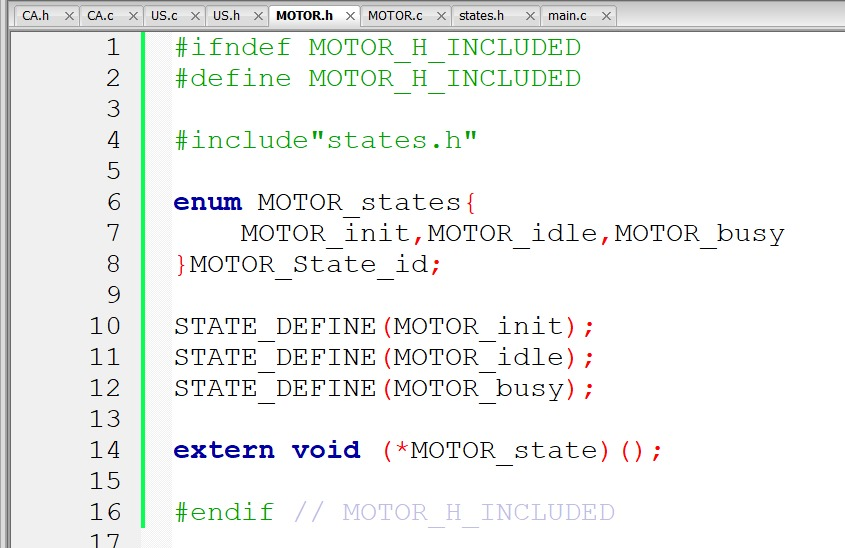 CA.h CA.c US.c US.h MOTOR.h MOTOR.c states.h main.c
1 #ifndef MOTOR_H_INCLUDED
2 #define MOTOR_H_INCLUDED
3
4 #include"states.h"
5
6 enum MOTOR_states{
7     MOTOR_init,MOTOR_idle,MOTOR_busy
8 }MOTOR_State_id;
9
10 STATE_DEFINE(MOTOR_init);
11 STATE_DEFINE(MOTOR_idle);
12 STATE_DEFINE(MOTOR_busy);
13
14 extern void (*MOTOR_state)();
15
16 #endif // MOTOR_H_INCLUDED
17